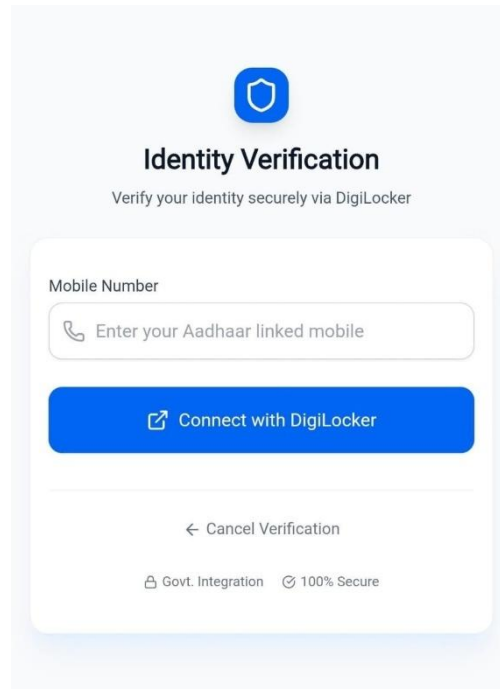 Identity Verification
Verify your identity securely via DigiLocker
Mobile Number
Enter your Aadhaar linked mobile
Connect with DigiLocker
← Cancel Verification
Govt. Integration 100% Secure